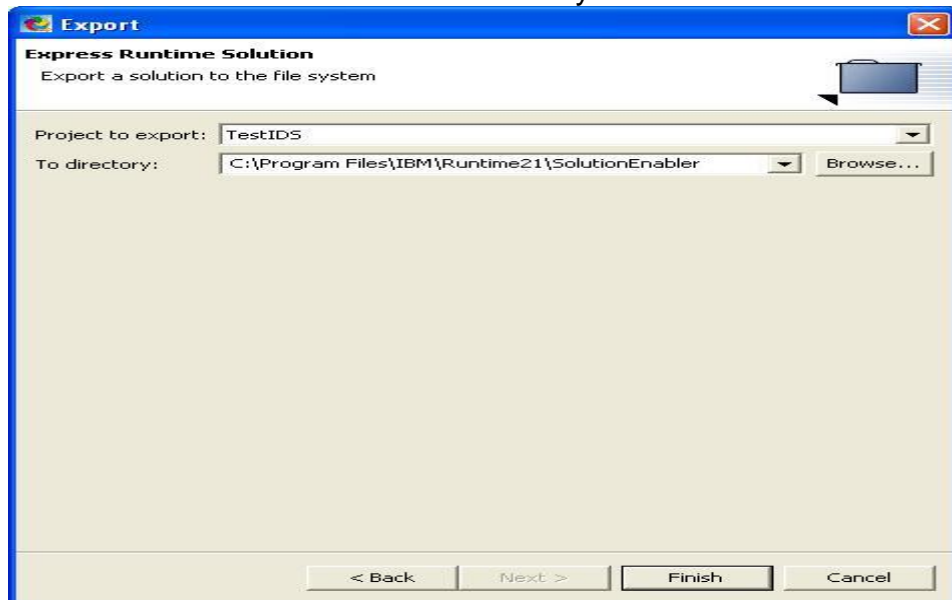 Export
Express Runtime Solution
Export a solution to the file system
Project to export: TestIDS
To directory: C:\Program Files\IBM\Runtime21\SolutionEnabler Browse...
< Back Next > Finish Cancel